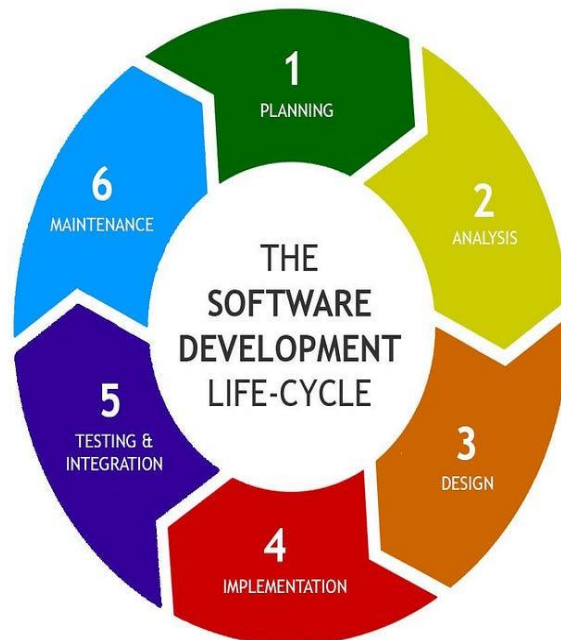 1
PLANNING
2
ANALYSIS
3
DESIGN
4
IMPLEMENTATION
5
TESTING &
INTEGRATION
6
MAINTENANCE
THE
SOFTWARE
DEVELOPMENT
LIFE-CYCLE